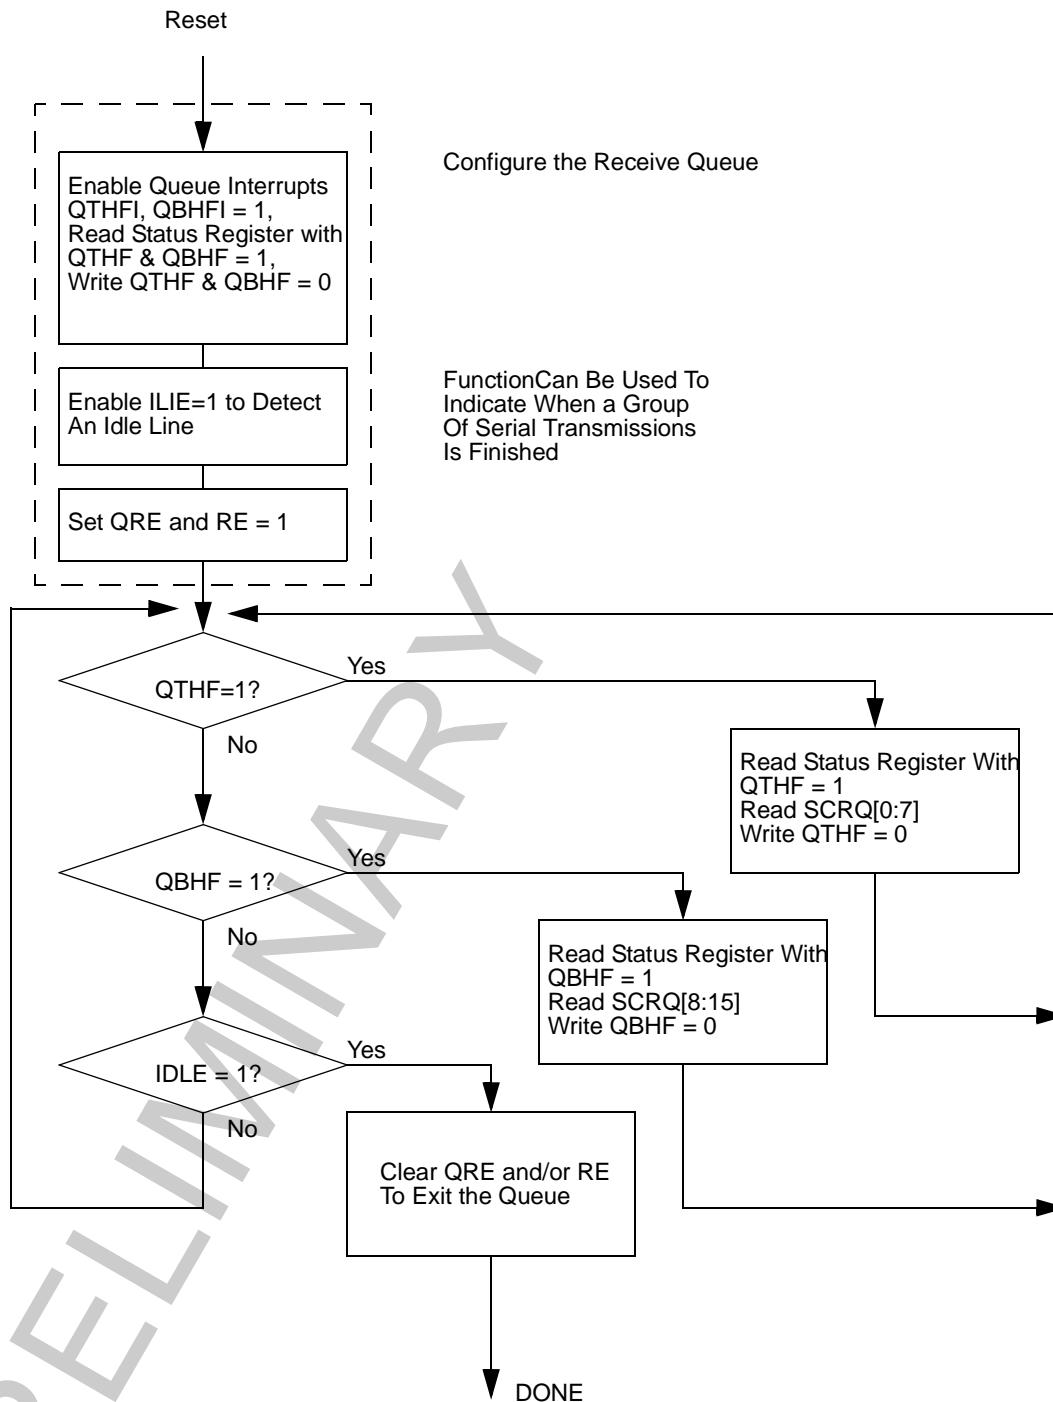 Reset
Configure the Receive Queue
Enable Queue Interrupts
QTHFI, QBHFI = 1,
Read Status Register with
QTHF & QBHF = 1,
Write QTHF & QBHF = 0
FunctionCan Be Used To
Indicate When a Group
Of Serial Transmissions
Is Finished
Enable ILIE=1 to Detect
An Idle Line
Set QRE and RE = 1
QTHF=1?
Yes
No
Read Status Register With
QTHF = 1
Read SCRQ[0:7]
Write QTHF = 0
QBHF = 1?
Yes
No
Read Status Register With
QBHF = 1
Read SCRQ[8:15]
Write QBHF = 0
IDLE = 1?
Yes
No
Clear QRE and/or RE
To Exit the Queue
DONE
RELIMINARY